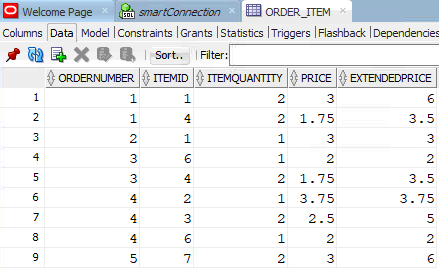 Welcome Page smartConnection ORDER_ITEM
Columns Data Model Constraints Grants Statistics Triggers Flashback Dependencies
Sort.. Filter:
ORDERNUMBER ITEMID ITEMQUANTITY PRICE EXTENDEDPRICE
1 1 1 2 3 6
2 1 4 2 1.75 3.5
3 2 1 1 3 3
4 3 6 1 2 2
5 3 4 2 1.75 3.5
6 4 2 1 3.75 3.75
7 4 3 2 2.5 5
8 4 6 1 2 2
9 5 7 2 3 6